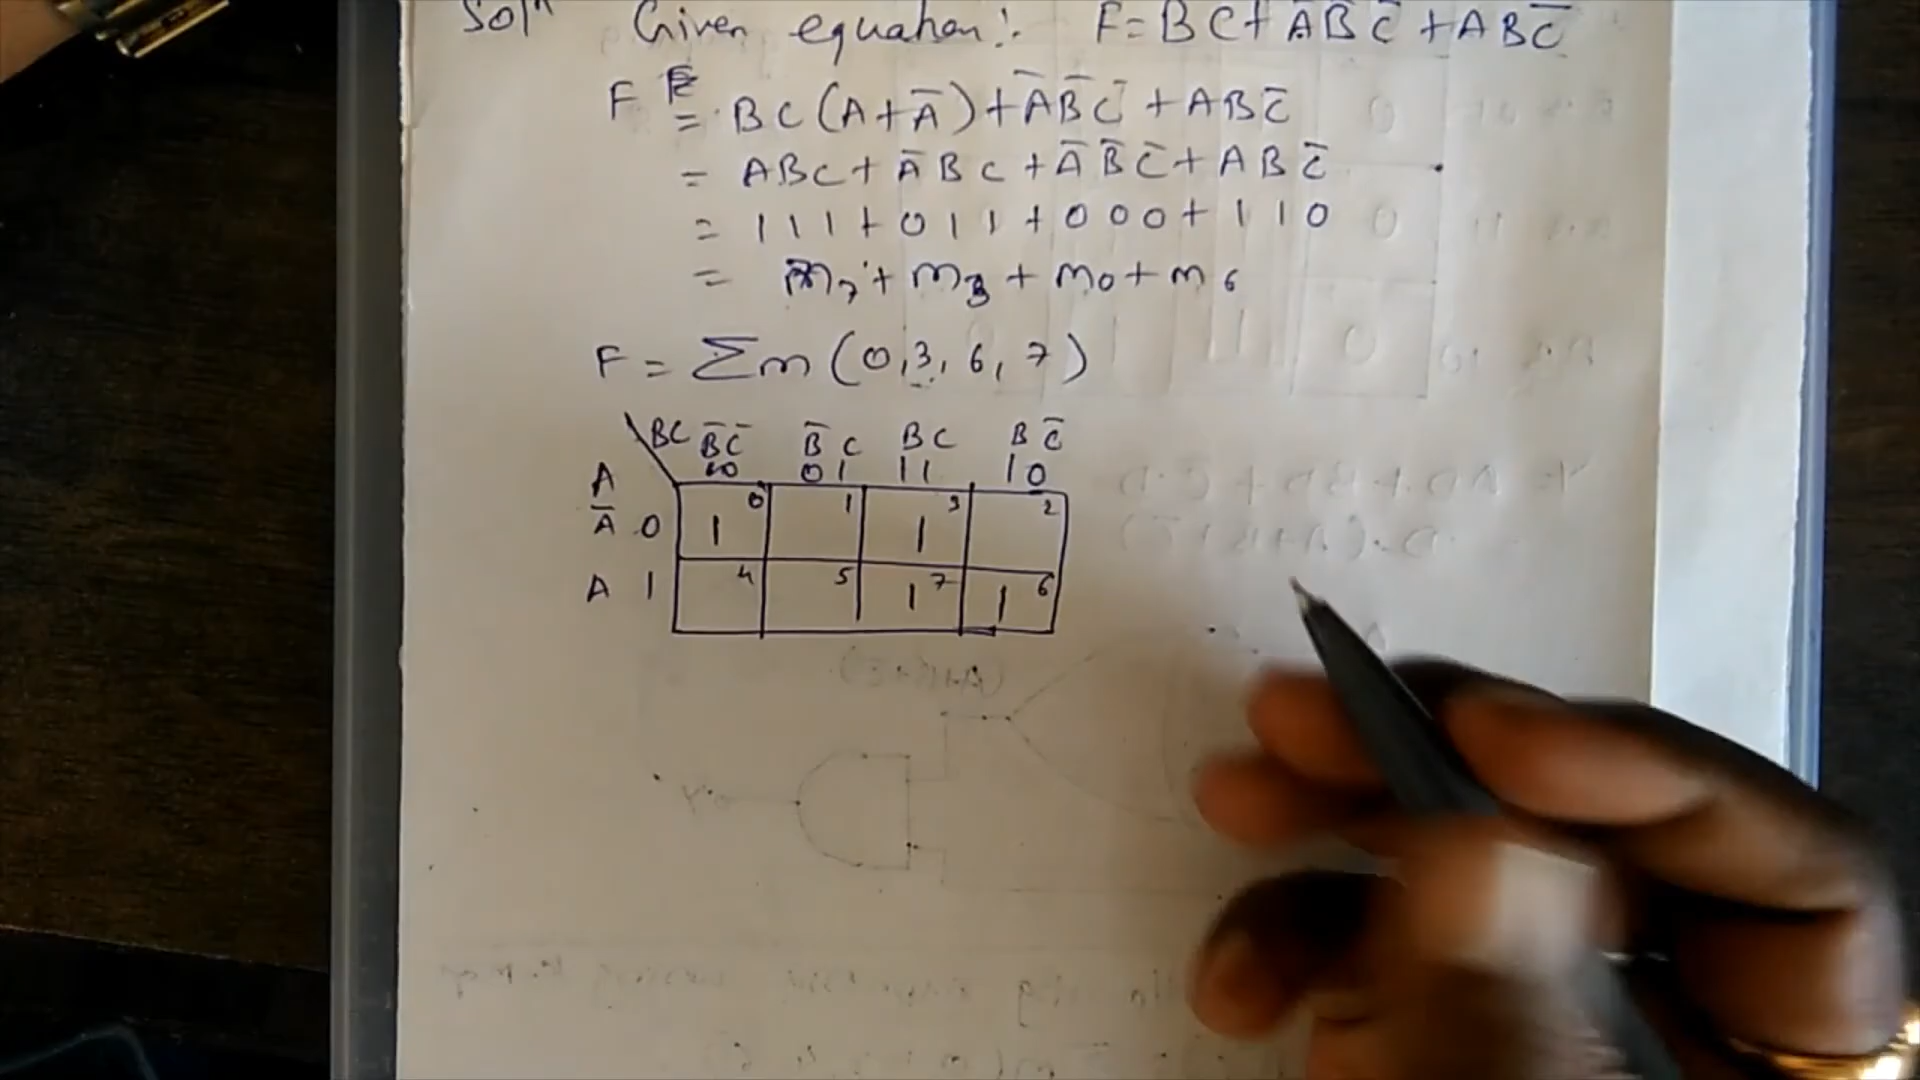 Soln Given equation:- F = BC + A̅B̅C̅ + ABC̅
F = BC(A + A̅) + A̅B̅C̅ + ABC̅
= ABC + A̅BC + A̅B̅C̅ + ABC̅
= 111 + 011 + 000 + 110
= m7 + m3 + m0 + m6
F = Σm (0, 3, 6, 7)
BC B̅C̅ B̅C BC BC̅
A 00 01 11 10
A̅ 0 1 0 1 1 3 2
A 1 4 5 1 7 1 6